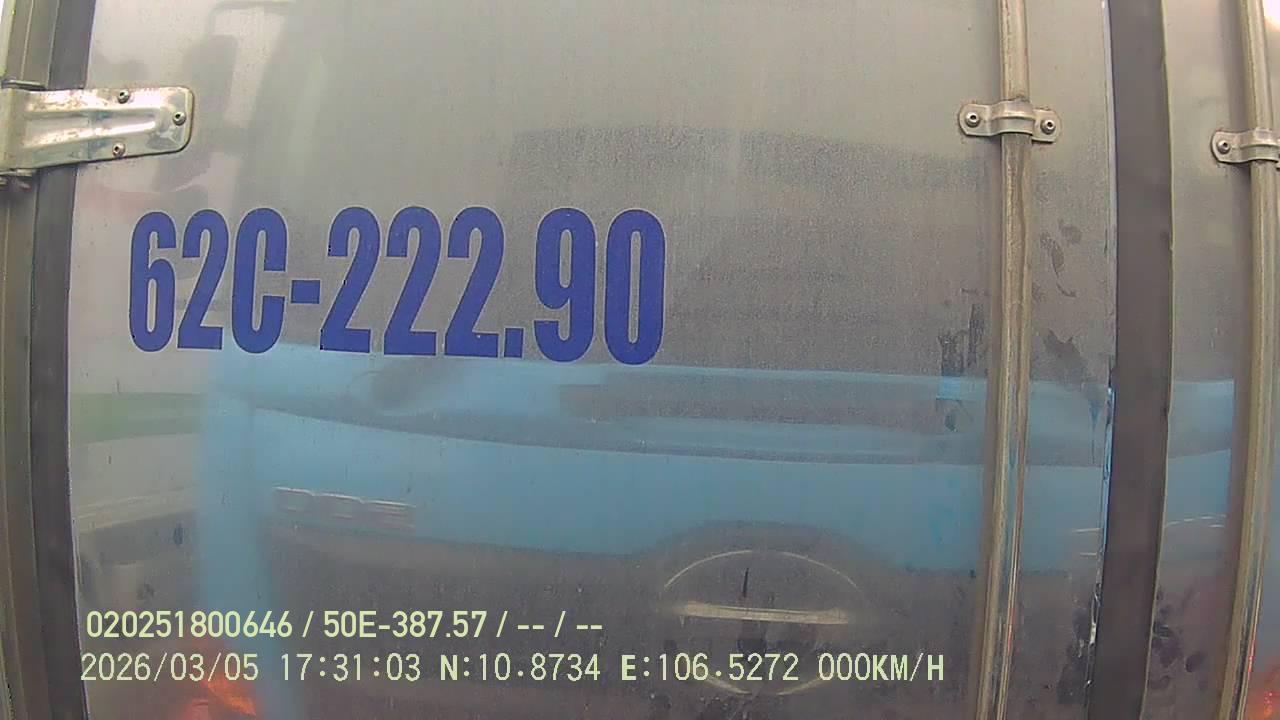 62C-222.90
020251800646 / 50E-387.57 / -- / --
2026/03/05 17:31:03 N:10.8734 E:106.5272 000KM/H